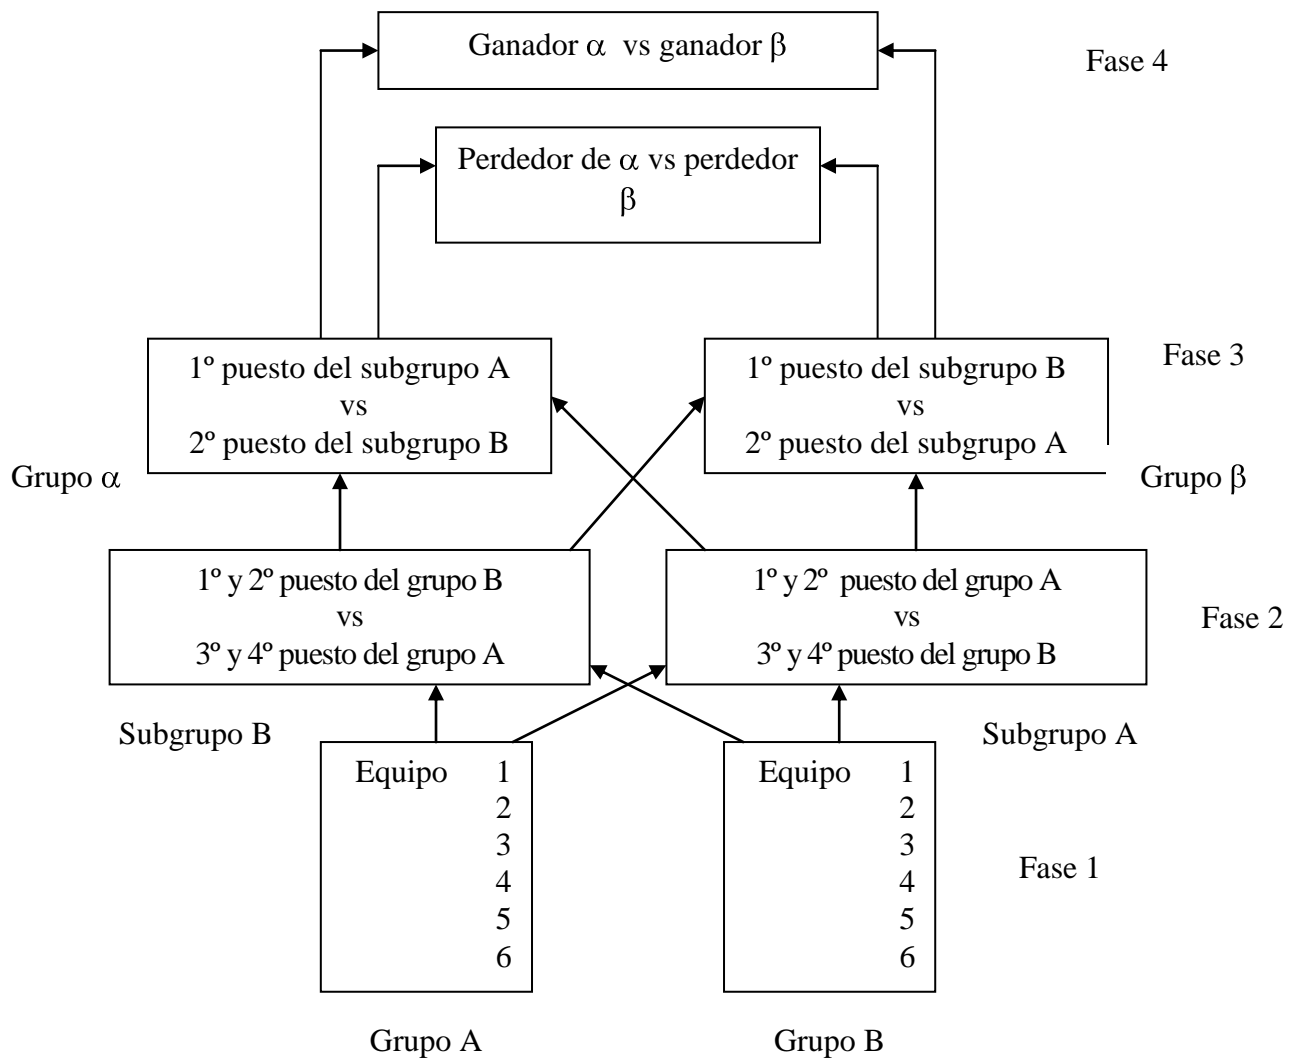 Ganador α vs ganador β
Fase 4
Perdedor de α vs perdedor
β
1º puesto del subgrupo A
vs
2º puesto del subgrupo B
1º puesto del subgrupo B
vs
2º puesto del subgrupo A
Fase 3
Grupo α
Grupo β
1º y 2º puesto del grupo B
vs
3º y 4º puesto del grupo A
1º y 2º puesto del grupo A
vs
3º y 4º puesto del grupo B
Fase 2
Subgrupo B
Subgrupo A
Equipo 1
2
3
4
5
6
Equipo 1
2
3
4
5
6
Fase 1
Grupo A
Grupo B